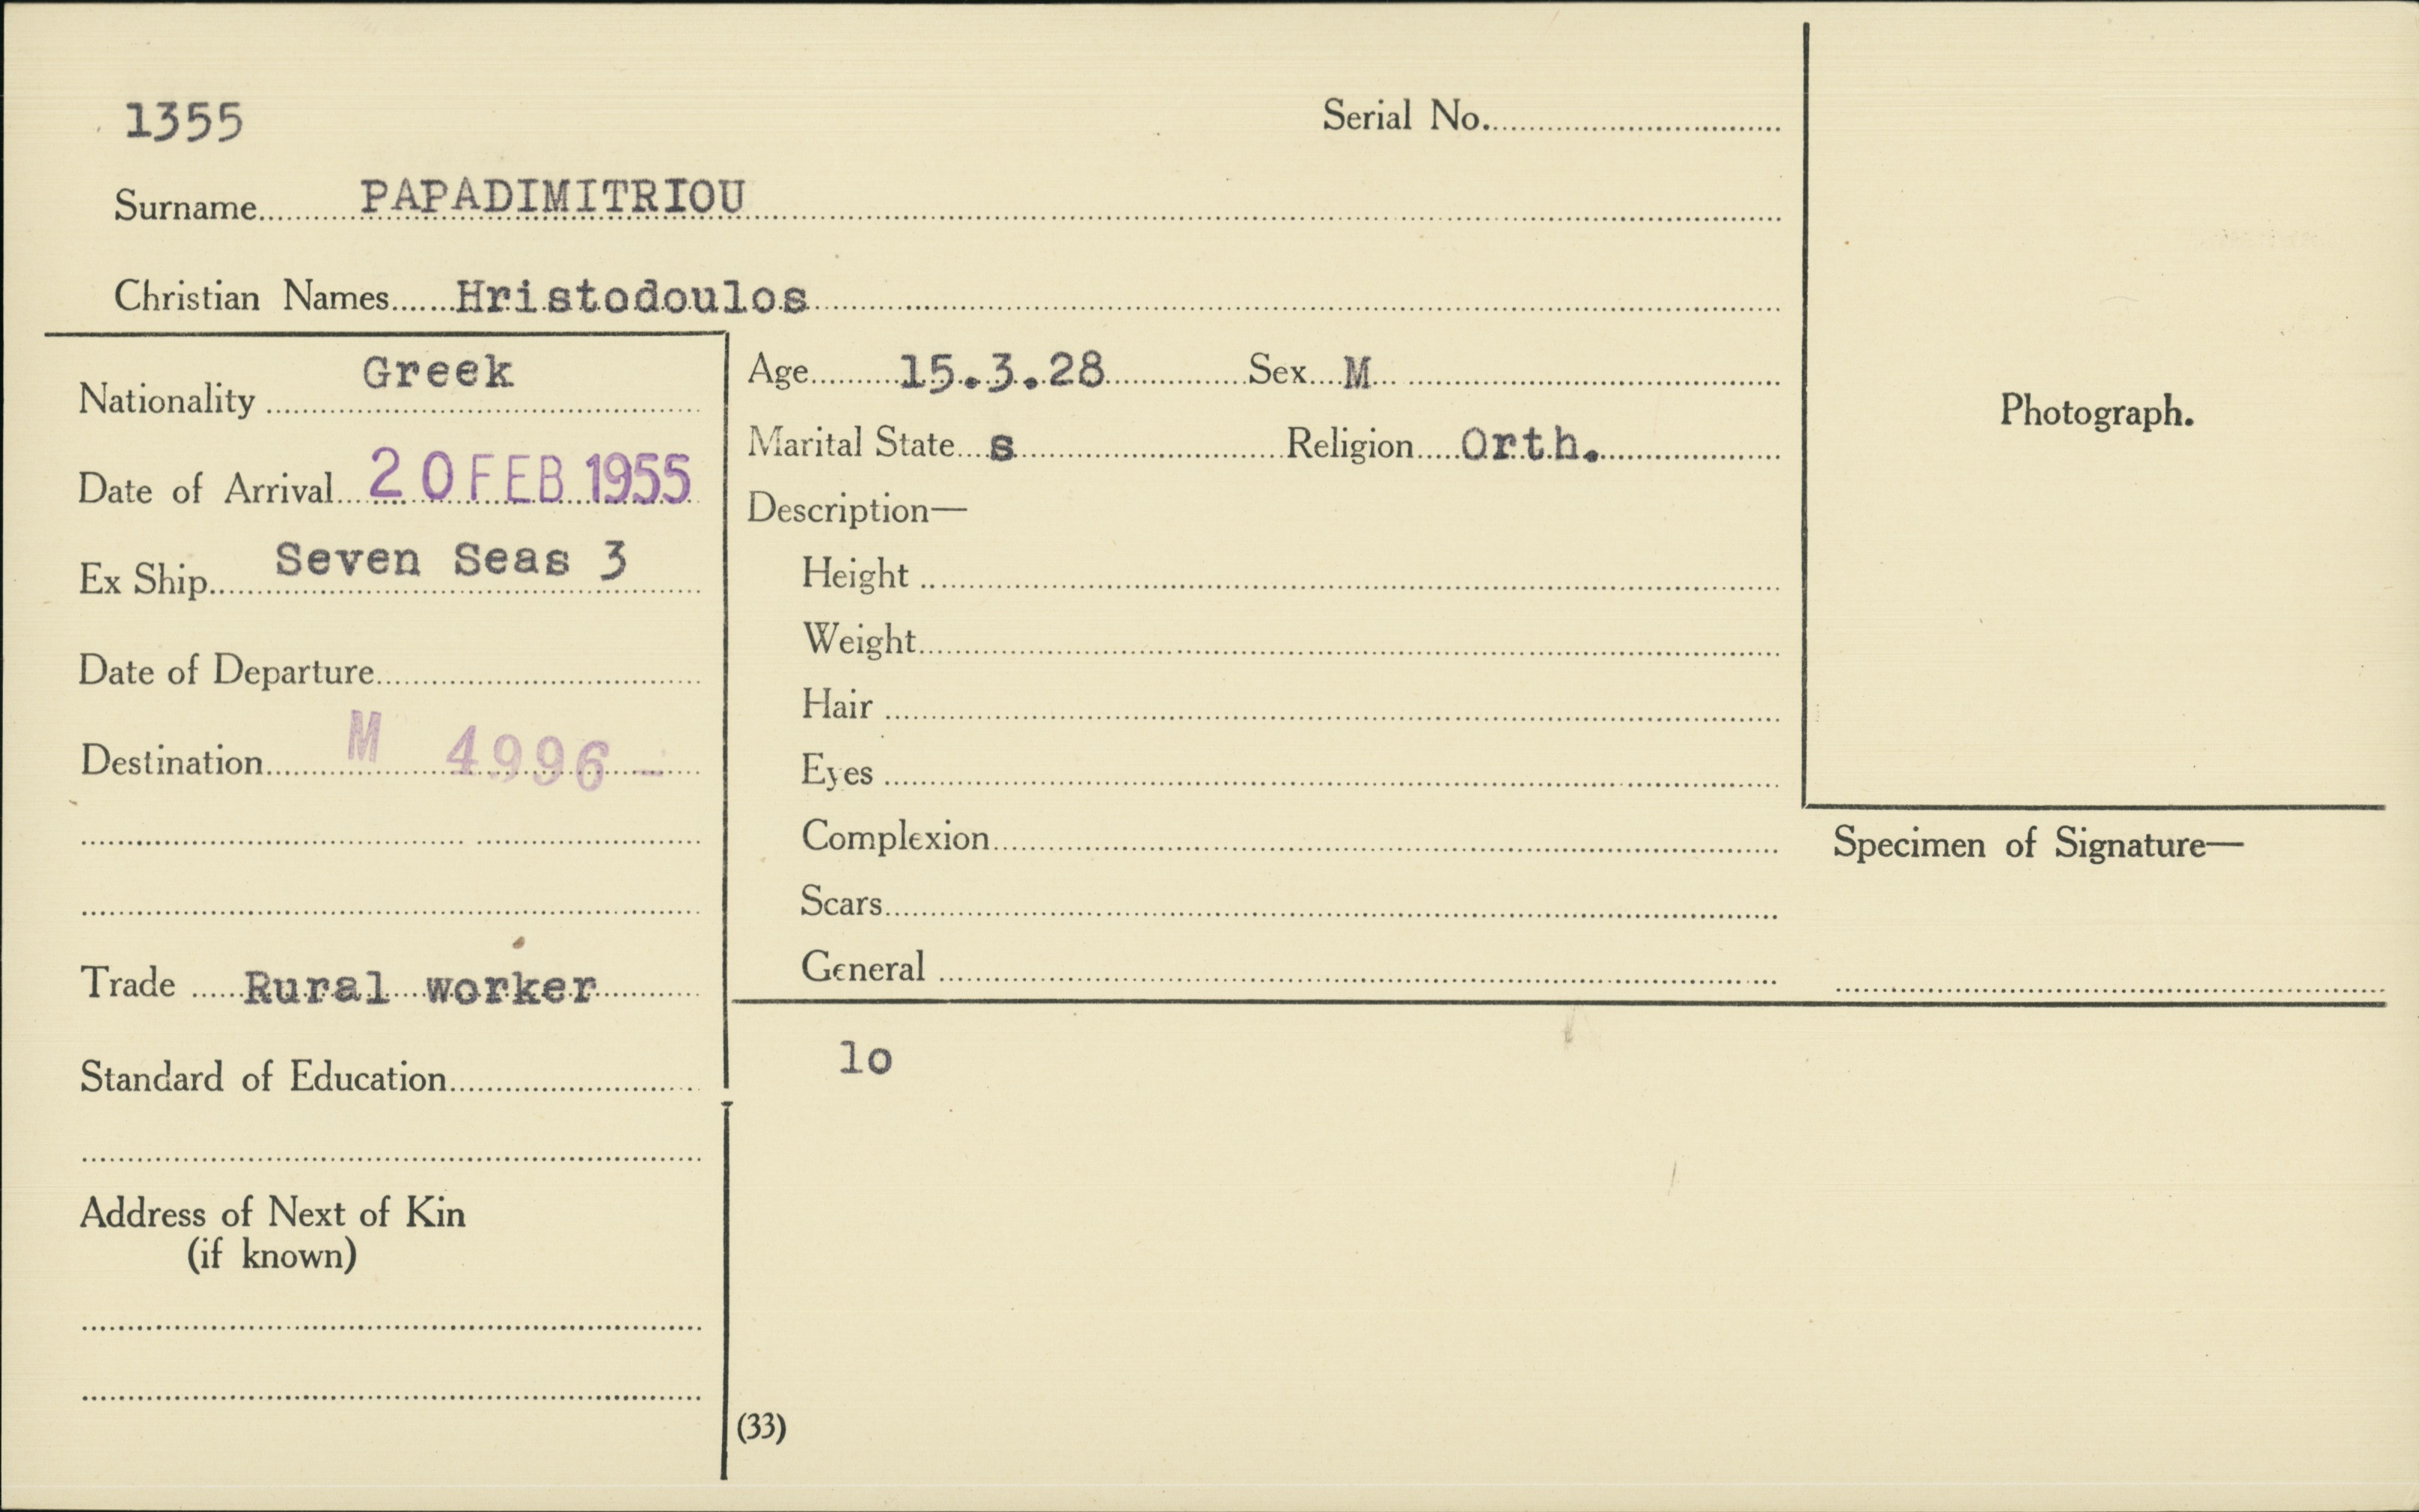 1355
Serial No.
Surname PAPADIMITRIOU
Christian Names Hristodoulos
Nationality Greek
Date of Arrival 20 FEB 1955
Ex Ship Seven Seas 3
Date of Departure
Destination M 4996 -
Trade Rural worker
Standard of Education
Address of Next of Kin
(if known)
Age 15.3.28 Sex M
Marital State s Religion Orth.
Description—
Height
Weight
Hair
Eyes
Complexion
Scars
General
lo
(33)
Photograph.
Specimen of Signature—